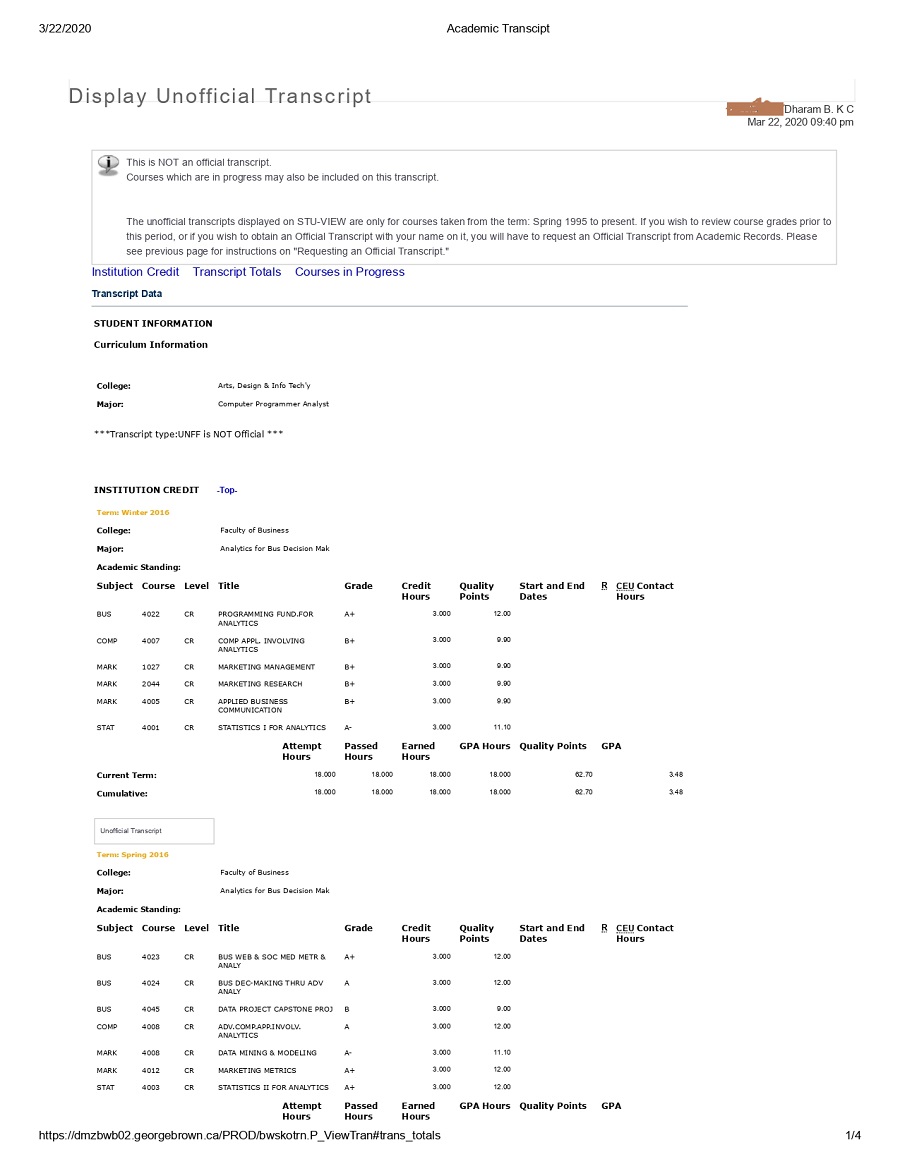 3/22/2020 Academic Transcipt
Display Unofficial Transcript
Dharam B. K C
Mar 22, 2020 09:40 pm
This is NOT an official transcript.
Courses which are in progress may also be included on this transcript.
The unofficial transcripts displayed on STU-VIEW are only for courses taken from the term: Spring 1995 to present. If you wish to review course grades prior to
this period, or if you wish to obtain an Official Transcript with your name on it, you will have to request an Official Transcript from Academic Records. Please
see previous page for instructions on "Requesting an Official Transcript."
Institution Credit Transcript Totals Courses in Progress
Transcript Data
STUDENT INFORMATION
Curriculum Information
College: Arts, Design & Info Tech'y
Major: Computer Programmer Analyst
***Transcript type:UNFF is NOT Official ***
INSTITUTION CREDIT -Top-
Term: Winter 2016
College: Faculty of Business
Major: Analytics for Bus Decision Mak
Academic Standing:
Subject Course Level Title Grade Credit Quality Start and End R CEU Contact
Hours Points Dates Hours
BUS 4022 CR PROGRAMMING FUND.FOR A+ 3.000 12.00
ANALYTICS
COMP 4007 CR COMP APPL. INVOLVING B+ 3.000 9.90
ANALYTICS
MARK 1027 CR MARKETING MANAGEMENT B+ 3.000 9.90
MARK 2044 CR MARKETING RESEARCH B+ 3.000 9.90
MARK 4005 CR APPLIED BUSINESS B+ 3.000 9.90
COMMUNICATION
STAT 4001 CR STATISTICS I FOR ANALYTICS A- 3.000 11.10
Attempt Passed Earned GPA Hours Quality Points GPA
Hours Hours Hours
Current Term: 18.000 18.000 18.000 18.000 62.70 3.48
Cumulative: 18.000 18.000 18.000 18.000 62.70 3.48
Unofficial Transcript
Term: Spring 2016
College: Faculty of Business
Major: Analytics for Bus Decision Mak
Academic Standing:
Subject Course Level Title Grade Credit Quality Start and End R CEU Contact
Hours Points Dates Hours
BUS 4023 CR BUS WEB & SOC MED METR & A+ 3.000 12.00
ANALY
BUS 4024 CR BUS DEC-MAKING THRU ADV A 3.000 12.00
ANALY
BUS 4045 CR DATA PROJECT CAPSTONE PROJ B 3.000 9.00
COMP 4008 CR ADV.COMP.APP.INVOLV. A 3.000 12.00
ANALYTICS
MARK 4008 CR DATA MINING & MODELING A- 3.000 11.10
MARK 4012 CR MARKETING METRICS A+ 3.000 12.00
STAT 4003 CR STATISTICS II FOR ANALYTICS A+ 3.000 12.00
Attempt Passed Earned GPA Hours Quality Points GPA
Hours Hours Hours
https://dmzbwb02.georgebrown.ca/PROD/bwskotrn.P_ViewTran#trans_totals 1/4